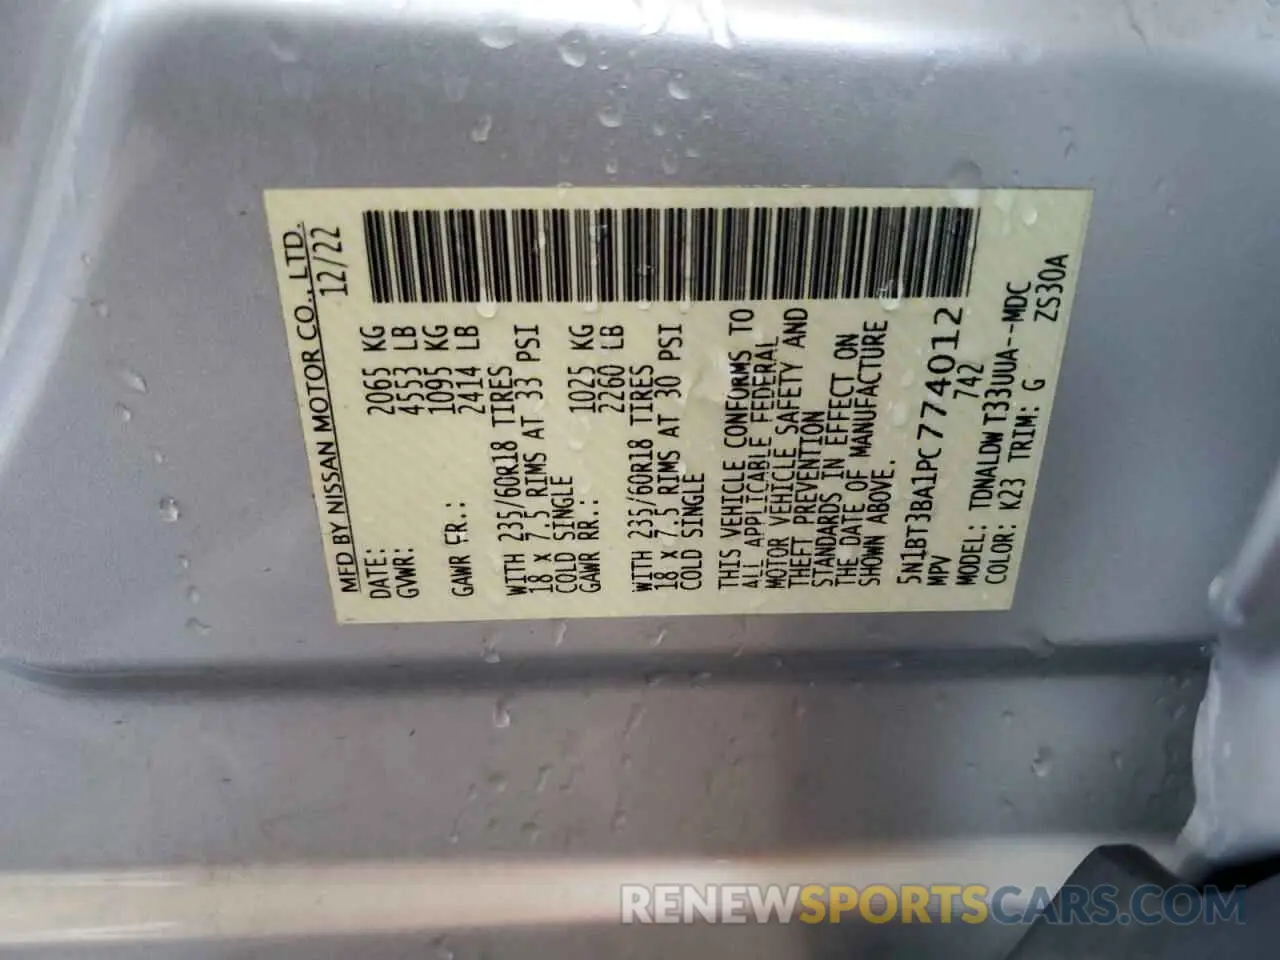 MFD BY NISSAN MOTOR CO., LTD.
DATE: 12/22
GVWR: 2065 KG
4553 LB
GAWR FR.: 1095 KG
2414 LB
WITH 235/60R18 TIRES
18 X 7.5 RIMS AT 33 PSI
COLD SINGLE
GAWR RR.: 1025 KG
2260 LB
WITH 235/60R18 TIRES
18 X 7.5 RIMS AT 30 PSI
COLD SINGLE
THIS VEHICLE CONFORMS TO
ALL APPLICABLE FEDERAL
MOTOR VEHICLE SAFETY AND
THEFT PREVENTION
STANDARDS IN EFFECT ON
THE DATE OF MANUFACTURE
SHOWN ABOVE.
5N1BT3BA1PC774012
MPV 742
MODEL: TDNALDW T33UUA--MDC
COLOR: K23 TRIM: G ZS30A
RENEWSPORTSCARS.COM